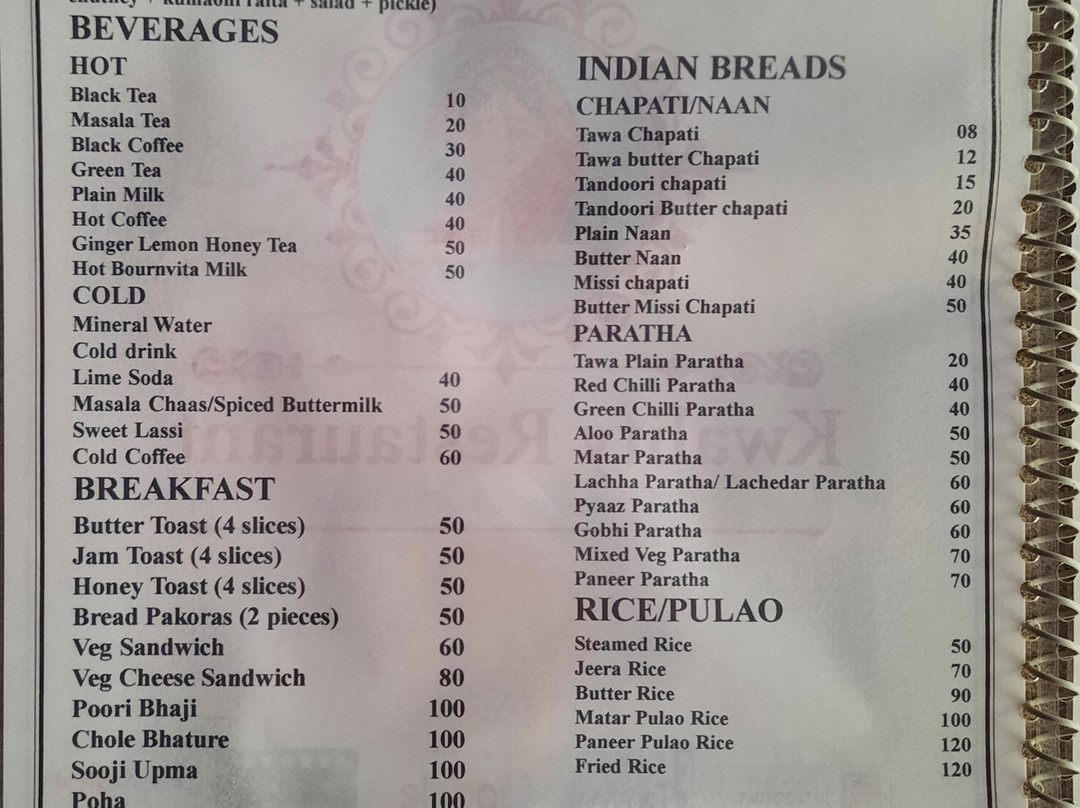 chutney + kumaoni raita + salad + pickle)
BEVERAGES
HOT
Black Tea 10
Masala Tea 20
Black Coffee 30
Green Tea 40
Plain Milk 40
Hot Coffee 40
Ginger Lemon Honey Tea 50
Hot Bournvita Milk 50
COLD
Mineral Water
Cold drink
Lime Soda 40
Masala Chaas/Spiced Buttermilk 50
Sweet Lassi 50
Cold Coffee 60
BREAKFAST
Butter Toast (4 slices) 50
Jam Toast (4 slices) 50
Honey Toast (4 slices) 50
Bread Pakoras (2 pieces) 50
Veg Sandwich 60
Veg Cheese Sandwich 80
Poori Bhaji 100
Chole Bhature 100
Sooji Upma 100
Poha 100
INDIAN BREADS
CHAPATI/NAAN
Tawa Chapati 08
Tawa butter Chapati 12
Tandoori chapati 15
Tandoori Butter chapati 20
Plain Naan 35
Butter Naan 40
Missi chapati 40
Butter Missi Chapati 50
PARATHA
Tawa Plain Paratha 20
Red Chilli Paratha 40
Green Chilli Paratha 40
Aloo Paratha 50
Matar Paratha 50
Lachha Paratha/ Lachedar Paratha 60
Pyaaz Paratha 60
Gobhi Paratha 60
Mixed Veg Paratha 70
Paneer Paratha 70
RICE/PULAO
Steamed Rice 50
Jeera Rice 70
Butter Rice 90
Matar Pulao Rice 100
Paneer Pulao Rice 120
Fried Rice 120